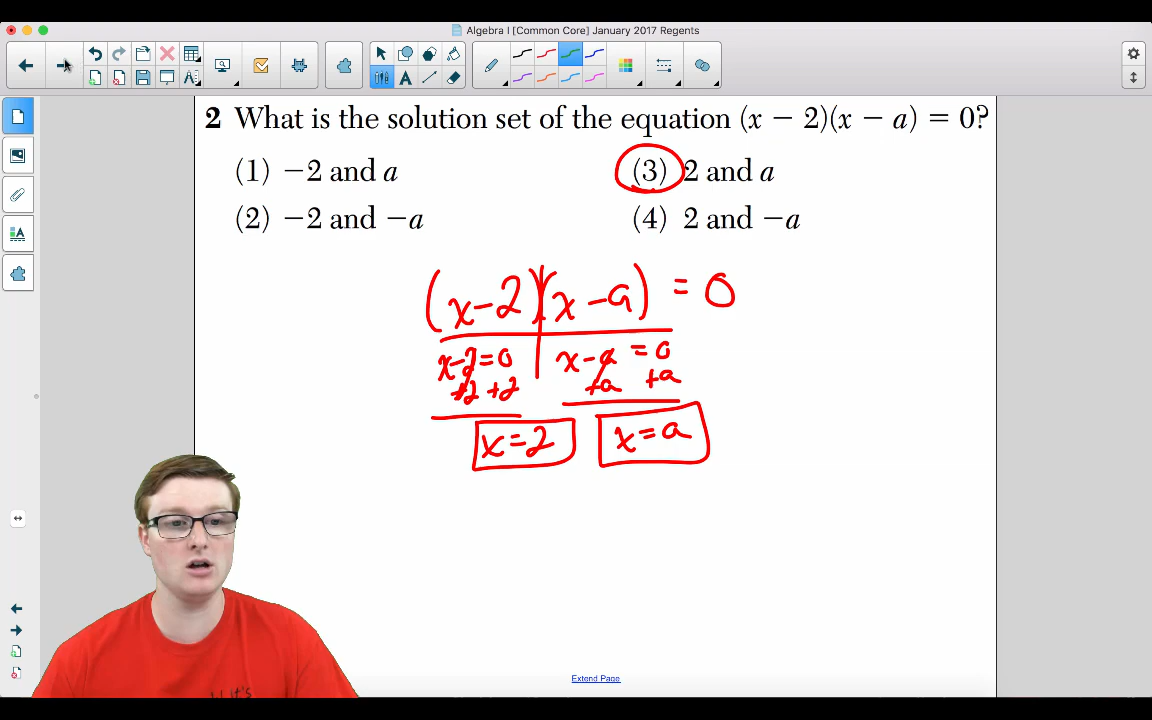 Algebra I [Common Core] January 2017 Regents
2 What is the solution set of the equation (x − 2)(x − a) = 0?
(1) −2 and a
(3) 2 and a
(2) −2 and −a
(4) 2 and −a
(x-2)(x-a) = 0
x-2=0 x-a=0
+2 +2 +a +a
x=2 x=a
Extend Page